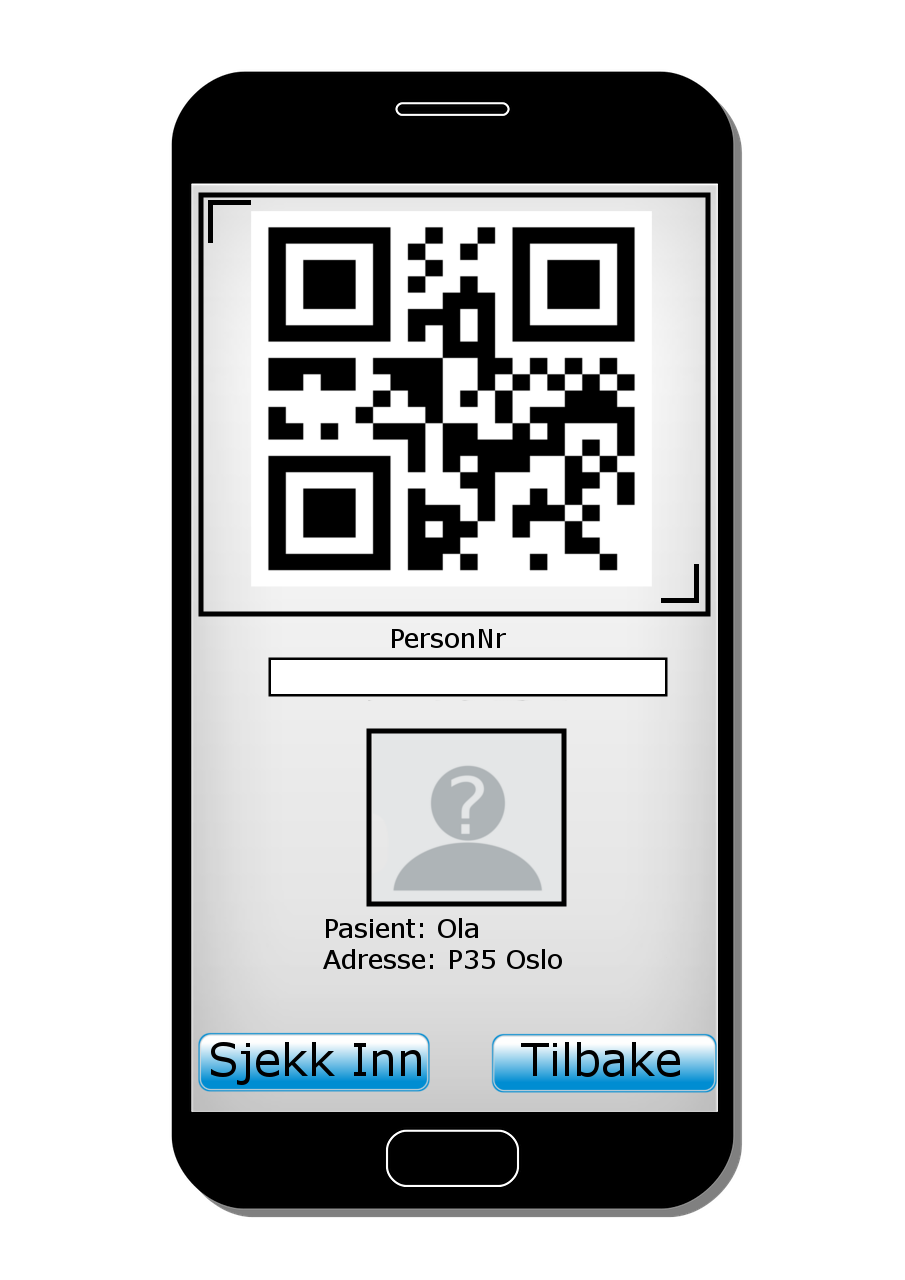 PersonNr
?
Pasient: Ola
Adresse: P35 Oslo
Sjekk Inn
Tilbake